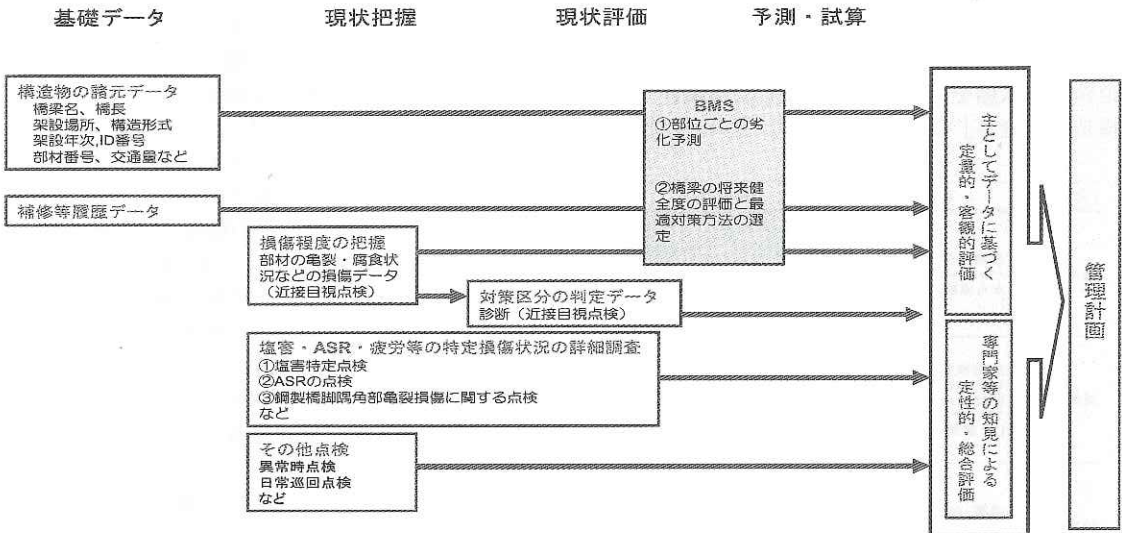 基礎データ
現状把握
現状評価
予測・試算
構造物の諸元データ
橋梁名、橋長
架設場所、構造形式
架設年次,ID番号
部材番号、交通量など
補修等履歴データ
BMS
①部位ごとの劣
化予測
②橋梁の将来健
全度の評価と最
適対策方法の選
定
損傷程度の把握
部材の亀裂・腐食状
況などの損傷データ
（近接目視点検）
対策区分の判定データ
診断（近接目視点検）
塩害・ASR・疲労等の特定損傷状況の詳細調査
①塩害特定点検
②ASRの点検
③鋼製橋脚隅角部亀裂損傷に関する点検
など
その他点検
異常時点検
日常巡回点検
など
主としてデータに基づく
定量的・客観的評価
専門家等の知見による
定性的・総合評価
管理計画